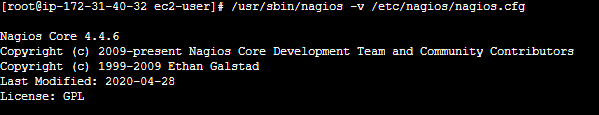 [root@ip-172-31-40-32 ec2-user]# /usr/sbin/nagios -v /etc/nagios/nagios.cfg
Nagios Core 4.4.6
Copyright (c) 2009-present Nagios Core Development Team and Community Contributors
Copyright (c) 1999-2009 Ethan Galstad
Last Modified: 2020-04-28
License: GPL